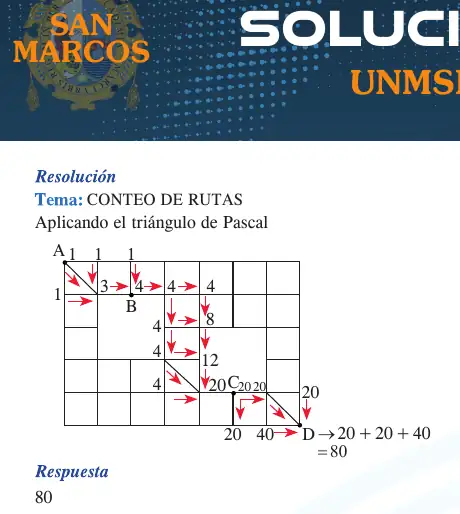 SAN
MARCOS
SOLUCI
UNMS
Resolución
Tema: CONTEO DE RUTAS
Aplicando el triángulo de Pascal
A 1 1 1
1 3 4 4 4
B
4 8
4 12
4 20 C 20 20 20
20 40 D → 20 + 20 + 40
= 80
Respuesta
80